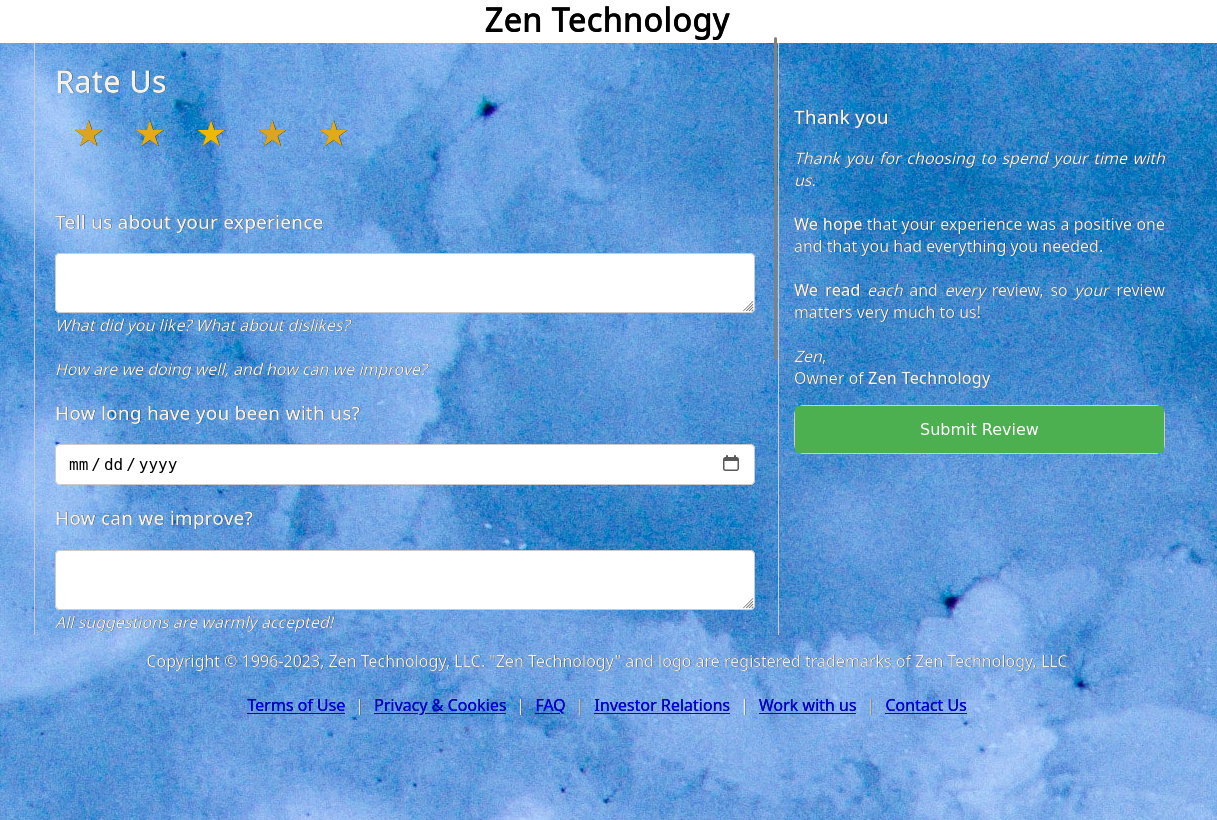 Zen Technology
Rate Us
Tell us about your experience
What did you like? What about dislikes?
How are we doing well, and how can we improve?
How long have you been with us?
mm/dd/yyyy
How can we improve?
All suggestions are warmly accepted!
Thank you
Thank you for choosing to spend your time with
us.
We hope that your experience was a positive one
and that you had everything you needed.
We read each and every review, so your review
matters very much to us!
Zen,
Owner of Zen Technology
Submit Review
Copyright © 1996-2023, Zen Technology, LLC. "Zen Technology" and logo are registered trademarks of Zen Technology, LLC
Terms of Use | Privacy & Cookies | FAQ | Investor Relations | Work with us | Contact Us